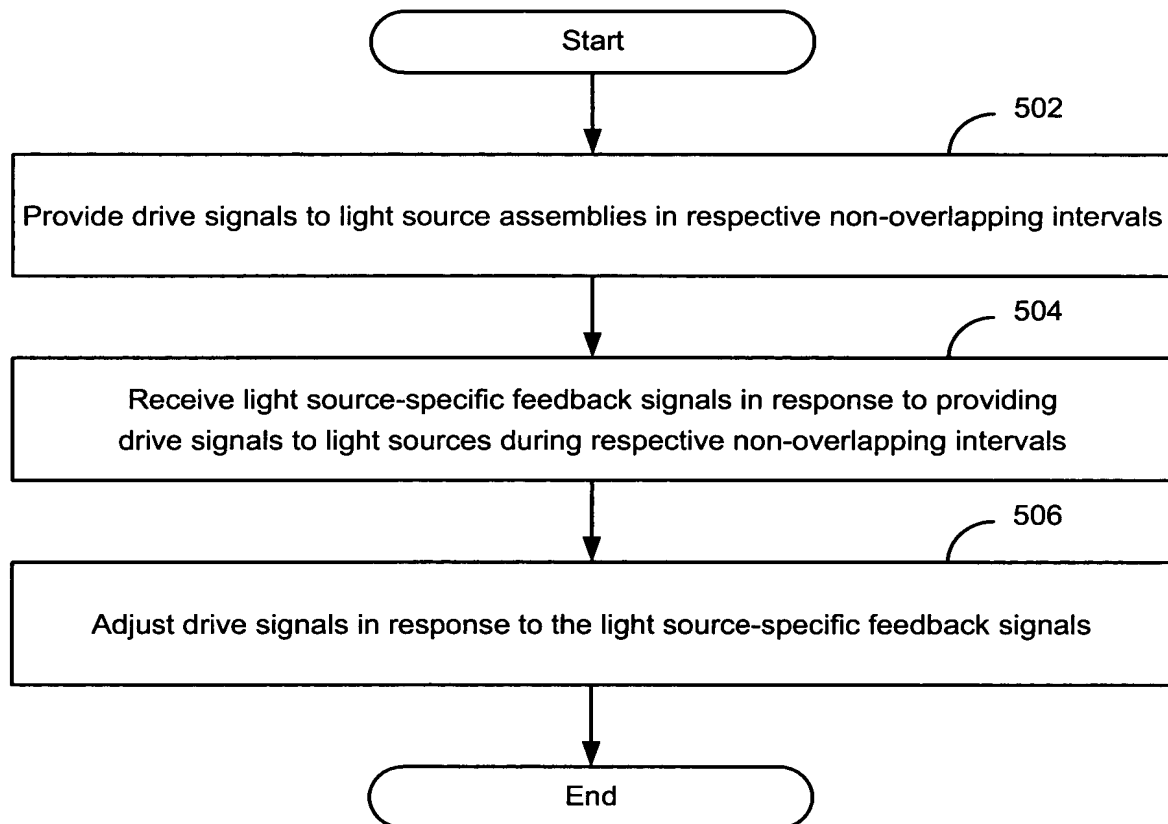 Start
502
Provide drive signals to light source assemblies in respective non-overlapping intervals
504
Receive light source-specific feedback signals in response to providing
drive signals to light sources during respective non-overlapping intervals
506
Adjust drive signals in response to the light source-specific feedback signals
End